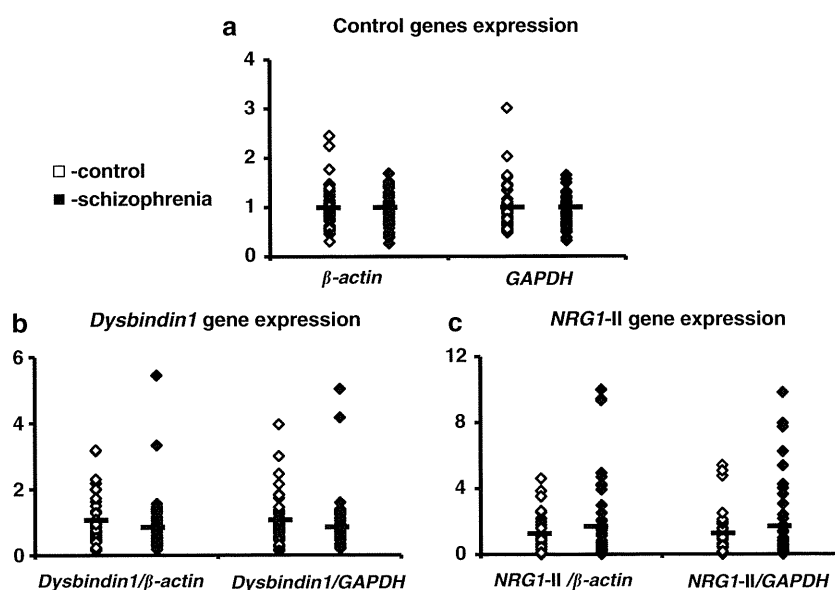 a Control genes expression
4
3
2
1
0
-control
-schizophrenia
β-actin GAPDH
b Dysbindin1 gene expression
6
4
2
0
Dysbindin1/β-actin Dysbindin1/GAPDH
c NRG1-II gene expression
12
8
4
0
NRG1-II /β-actin NRG1-II/GAPDH